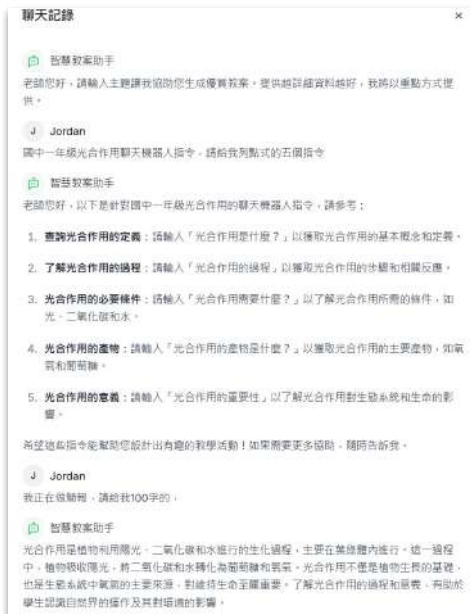 聊天記錄
×
智慧教案助手
老師您好，請輸入主題讓我協助您生成優質教案。提供越詳細資料越好，我將以重點方式提
供。
J Jordan
國中一年級光合作用聊天機器人指令，請給我列點式的五個指令
智慧教案助手
老師您好，以下是針對國中一年級光合作用的聊天機器人指令，請參考：
1. 查詢光合作用的定義：請輸入「光合作用是什麼？」以獲取光合作用的基本概念和定義。
2. 了解光合作用的過程：請輸入「光合作用的過程」以獲取光合作用的步驟和相關反應。
3. 光合作用的必要條件：請輸入「光合作用需要什麼？」以了解光合作用所需的條件，如
光、二氧化碳和水。
4. 光合作用的產物：請輸入「光合作用的產物是什麼？」以獲取光合作用的主要產物，如氧
氣和葡萄糖。
5. 光合作用的意義：請輸入「光合作用的重要性」以了解光合作用對生態系統和生命的影
響。
希望這些指令能幫助您設計出有趣的教學活動！如果需要更多協助，隨時告訴我。
J Jordan
我正在做簡報，請給我100字的，
智慧教案助手
光合作用是植物利用陽光、二氧化碳和水進行的生化過程，主要在葉綠體內進行。這一過程
中，植物吸收陽光，將二氧化碳和水轉化為葡萄糖和氧氣。光合作用不僅是植物生長的基礎，
也是生態系統中氧氣的主要來源，對維持生命至關重要。了解光合作用的過程和意義，有助於
學生認識自然界的運作及其對環境的影響。